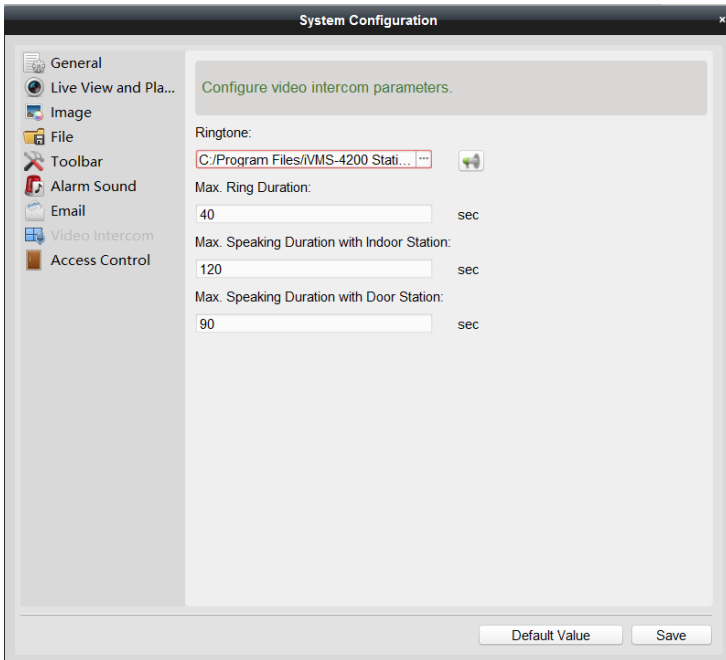 System Configuration
×
General
Live View and Pla...
Image
File
Toolbar
Alarm Sound
Email
Video Intercom
Access Control
Configure video intercom parameters.
Ringtone:
C:/Program Files/iVMS-4200 Stati... ...
Max. Ring Duration:
40 sec
Max. Speaking Duration with Indoor Station:
120 sec
Max. Speaking Duration with Door Station:
90 sec
Default Value Save